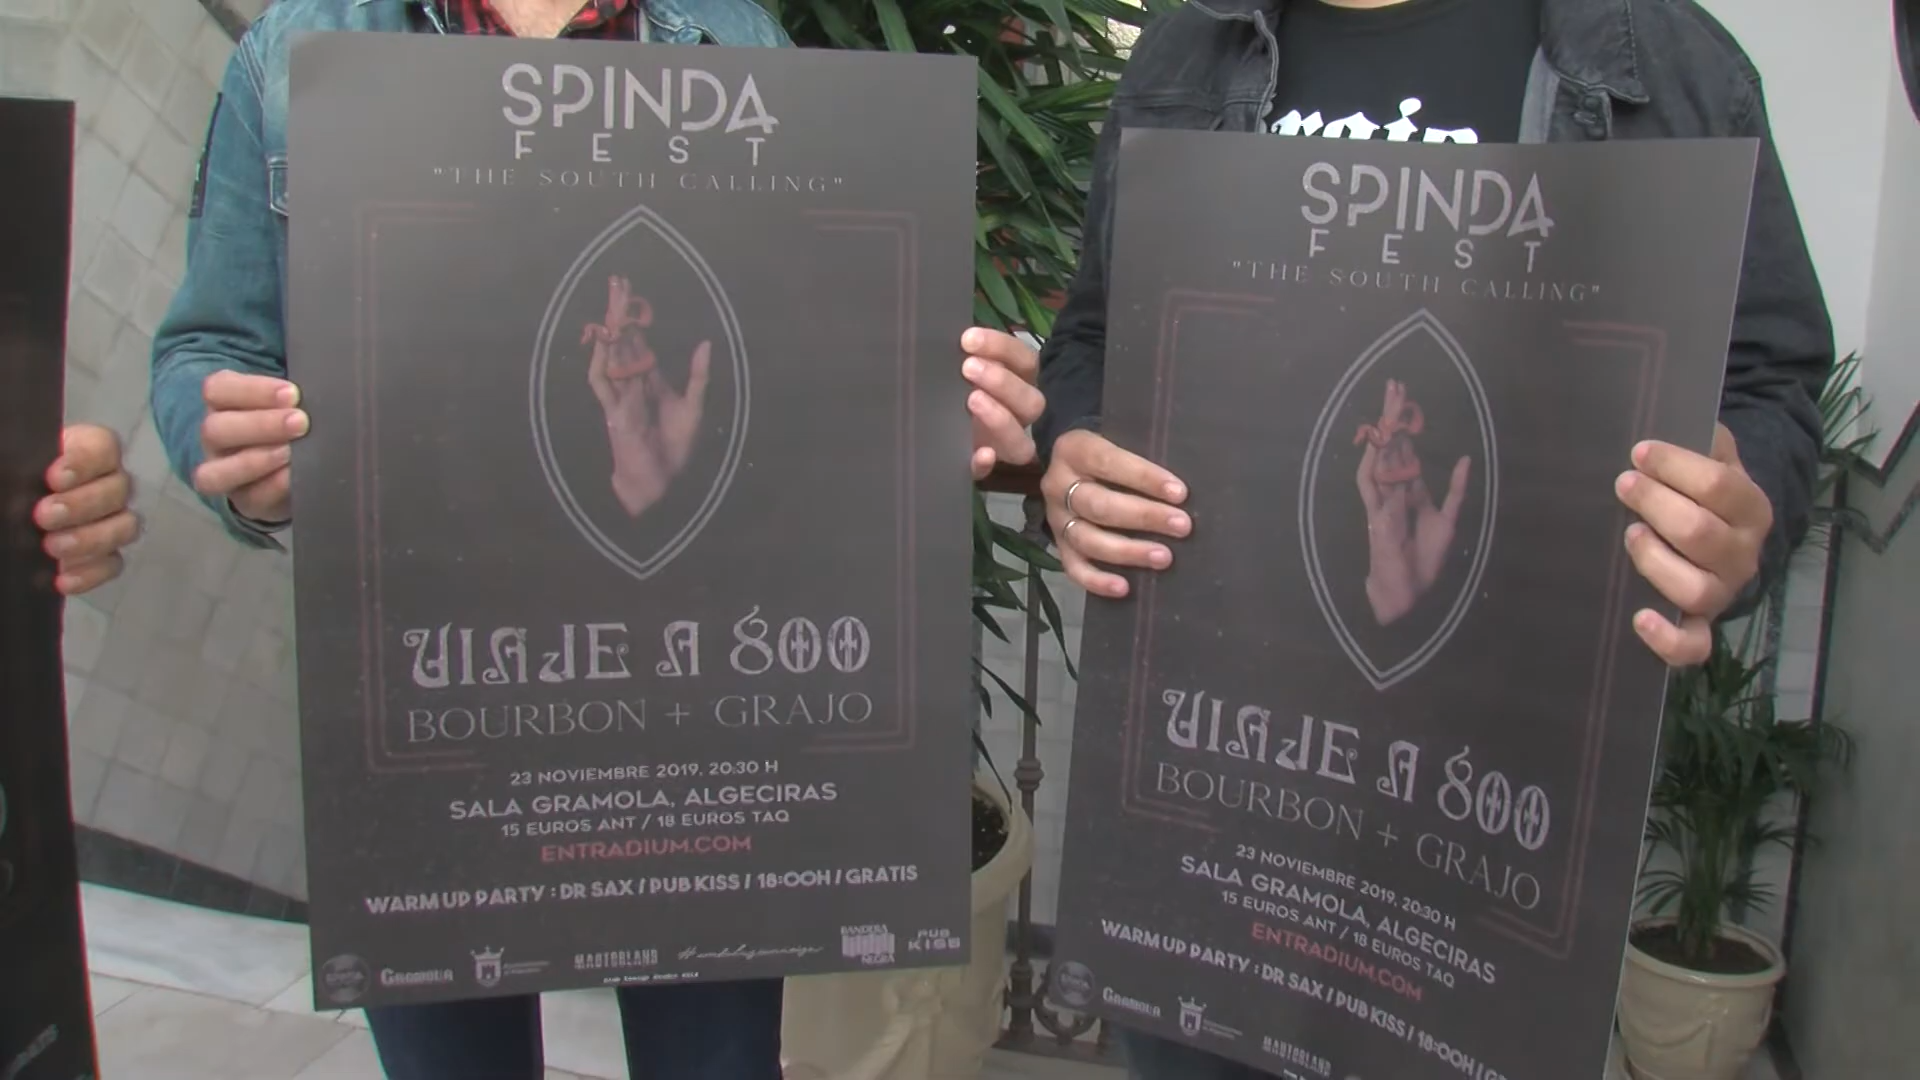 SPINDA
FEST
"THE SOUTH CALLING"
VIAJE A 800
BOURBON + GRAJO
23 NOVIEMBRE 2019, 20:30 H
SALA GRAMOLA, ALGECIRAS
15 EUROS ANT / 18 EUROS TAQ
ENTRADIUM.COM
WARM UP PARTY : DR SAX / PUB KISS / 18:00H / GRATIS
GRAMOLA
BANDERA
NEGRA
PUB
KISS
SPINDA
FEST
"THE SOUTH CALLING"
VIAJE A 800
BOURBON + GRAJO
23 NOVIEMBRE 2019, 20:30 H
SALA GRAMOLA, ALGECIRAS
15 EUROS ANT / 18 EUROS TAQ
ENTRADIUM.COM
WARM UP PARTY : DR SAX / PUB KISS / 18:00H / G
GRAMOLA